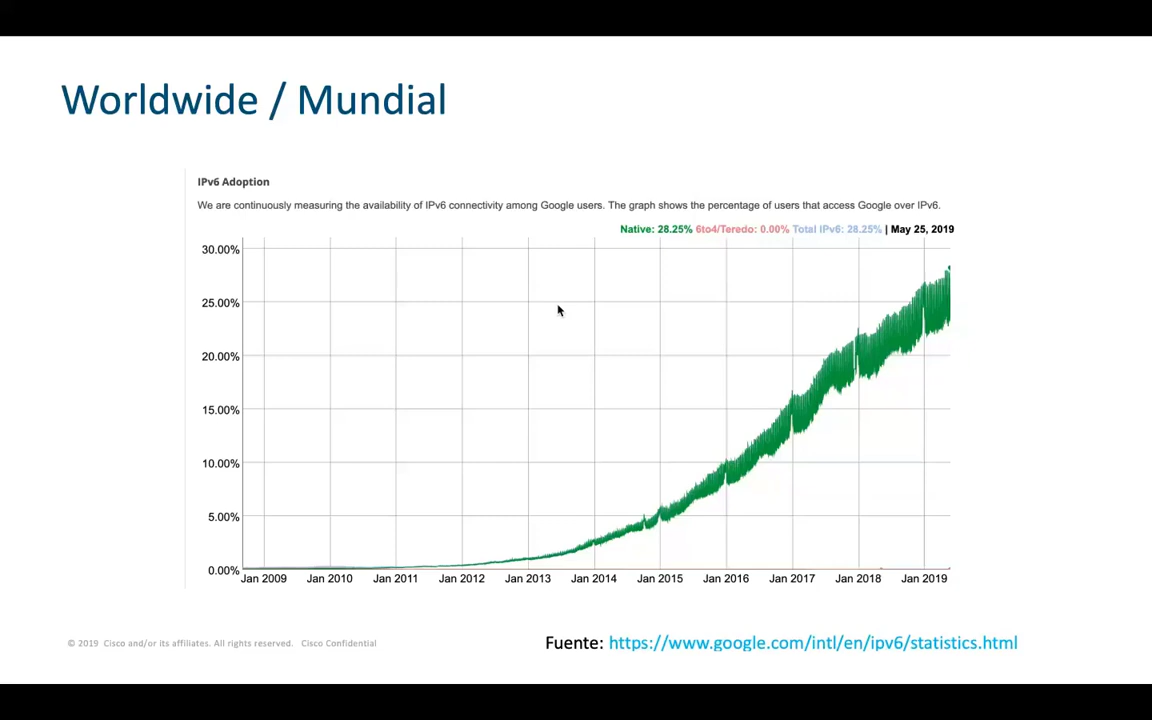 Worldwide / Mundial
IPv6 Adoption
We are continuously measuring the availability of IPv6 connectivity among Google users. The graph shows the percentage of users that access Google over IPv6.
Native: 28.25% 6to4/Teredo: 0.00% Total IPv6: 28.25% | May 25, 2019
30.00%
25.00%
20.00%
15.00%
10.00%
5.00%
0.00%
Jan 2009 Jan 2010 Jan 2011 Jan 2012 Jan 2013 Jan 2014 Jan 2015 Jan 2016 Jan 2017 Jan 2018 Jan 2019
© 2019 Cisco and/or its affiliates. All rights reserved. Cisco Confidential
Fuente: https://www.google.com/intl/en/ipv6/statistics.html